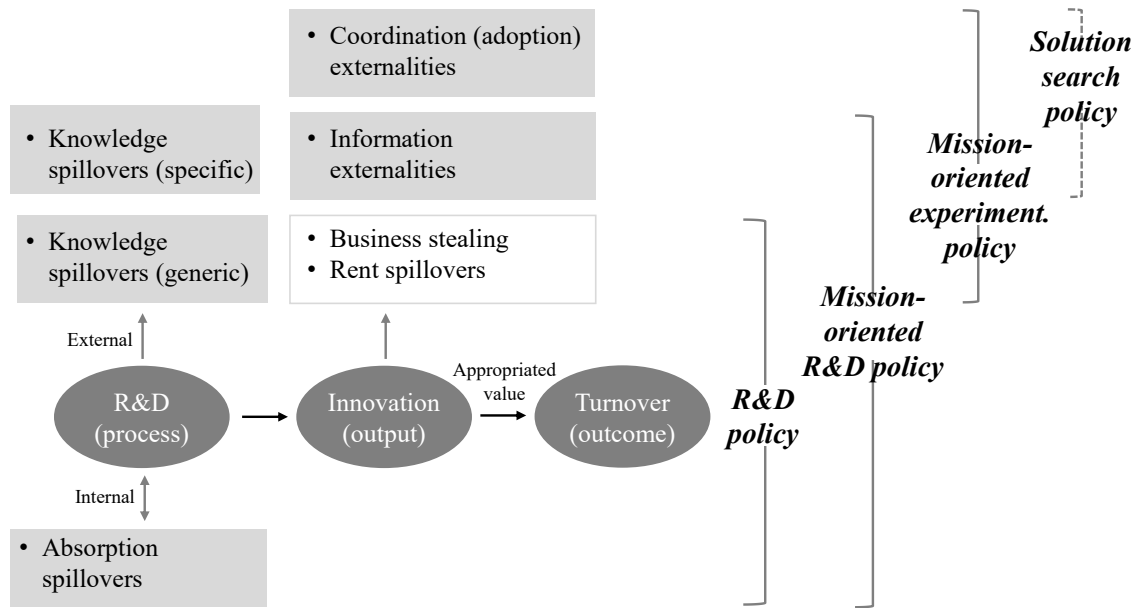 • Coordination (adoption)
externalities
• Knowledge
spillovers (specific)
• Information
externalities
• Knowledge
spillovers (generic)
• Business stealing
• Rent spillovers
External
R&D
(process)
Innovation
(output)
Appropriated
value
Turnover
(outcome)
Internal
• Absorption
spillovers
R&D
policy
Mission-
oriented
R&D policy
Mission-
oriented
experiment.
policy
Solution
search
policy